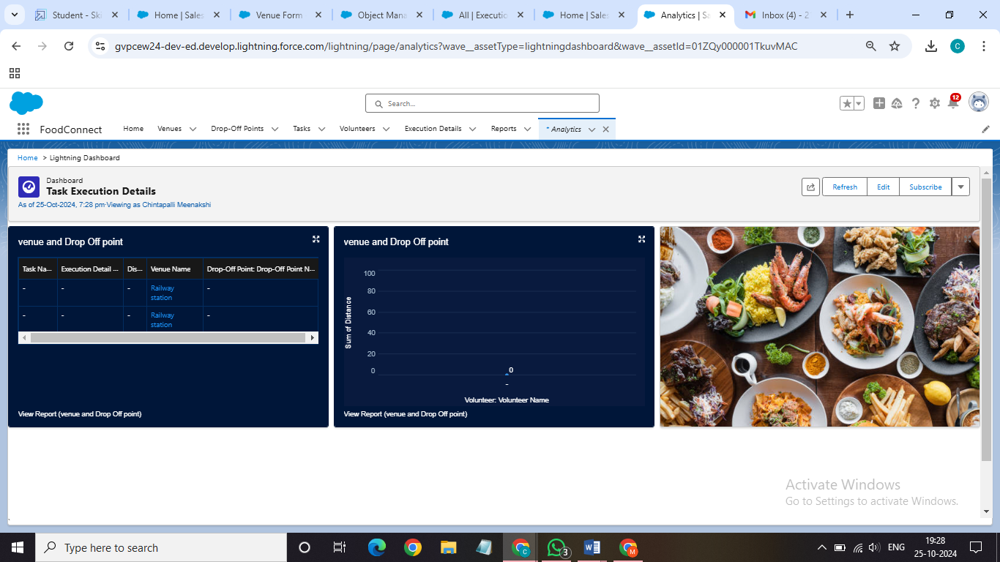 Student - Ska
Home | Sales
Venue Form
Object Mana
All | Executio
Home | Sales
Analytics | Sa
Inbox (4) - 2
gvpcew24-dev-ed.develop.lightning.force.com/lightning/page/analytics?wave__assetType=lightningdashboard&wave__assetId=01ZQy000001TkuvMAC
C
Search...
12
FoodConnect
Home
Venues
Drop-Off Points
Tasks
Volunteers
Execution Details
Reports
* Analytics
Home > Lightning Dashboard
Dashboard
Task Execution Details
As of 25-Oct-2024, 7:28 pm·Viewing as Chintapalli Meenakshi
Refresh
Edit
Subscribe
venue and Drop Off point
Task Na... Execution Detail ... Dis... Venue Name Drop-Off Point: Drop-Off Point N...
- - - Railway station -
- - - Railway station -
View Report (venue and Drop Off point)
venue and Drop Off point
Sum of Distance
100
80
60
40
20
0
0
-
Volunteer: Volunteer Name
View Report (venue and Drop Off point)
Activate Windows
Go to Settings to activate Windows.
Type here to search
C
3
M
ENG
19:28
25-10-2024